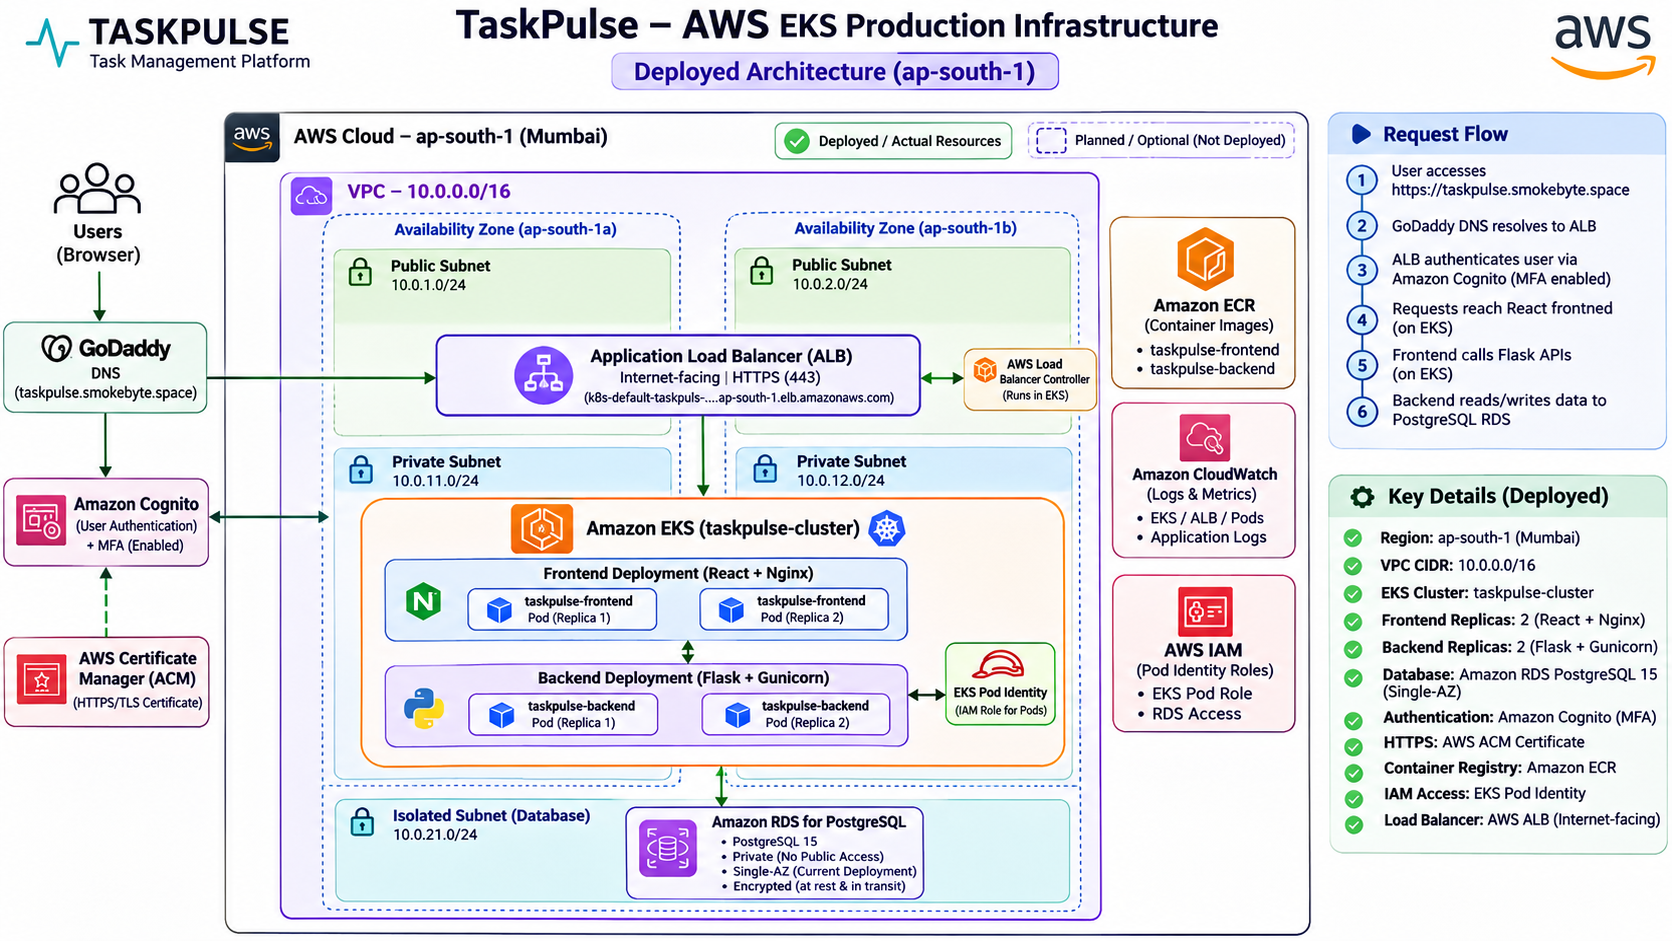 TASKPULSE
Task Management Platform
TaskPulse – AWS EKS Production Infrastructure
Deployed Architecture (ap-south-1)
aws
aws
AWS Cloud – ap-south-1 (Mumbai)
Deployed / Actual Resources
Planned / Optional (Not Deployed)
Users
(Browser)
GoDaddy
DNS
(taskpulse.smokebyte.space)
Amazon Cognito
(User Authentication)
+ MFA (Enabled)
AWS Certificate
Manager (ACM)
(HTTPS/TLS Certificate)
VPC – 10.0.0.0/16
Availability Zone (ap-south-1a)
Availability Zone (ap-south-1b)
Public Subnet
10.0.1.0/24
Public Subnet
10.0.2.0/24
Application Load Balancer (ALB)
Internet-facing | HTTPS (443)
(k8s-default-taskpuls-....ap-south-1.elb.amazonaws.com)
AWS Load
Balancer Controller
(Runs in EKS)
Private Subnet
10.0.11.0/24
Private Subnet
10.0.12.0/24
Amazon EKS (taskpulse-cluster)
Frontend Deployment (React + Nginx)
N
taskpulse-frontend
Pod (Replica 1)
taskpulse-frontend
Pod (Replica 2)
Backend Deployment (Flask + Gunicorn)
taskpulse-backend
Pod (Replica 1)
taskpulse-backend
Pod (Replica 2)
EKS Pod Identity
(IAM Role for Pods)
Isolated Subnet (Database)
10.0.21.0/24
Amazon RDS for PostgreSQL
• PostgreSQL 15
• Private (No Public Access)
• Single-AZ (Current Deployment)
• Encrypted (at rest & in transit)
Amazon ECR
(Container Images)
• taskpulse-frontend
• taskpulse-backend
Amazon CloudWatch
(Logs & Metrics)
• EKS / ALB / Pods
• Application Logs
AWS IAM
(Pod Identity Roles)
• EKS Pod Role
• RDS Access
Request Flow
1 User accesses
https://taskpulse.smokebyte.space
2 GoDaddy DNS resolves to ALB
3 ALB authenticates user via
Amazon Cognito (MFA enabled)
4 Requests reach React frontned
(on EKS)
5 Frontend calls Flask APIs
(on EKS)
6 Backend reads/writes data to
PostgreSQL RDS
Key Details (Deployed)
Region: ap-south-1 (Mumbai)
VPC CIDR: 10.0.0.0/16
EKS Cluster: taskpulse-cluster
Frontend Replicas: 2 (React + Nginx)
Backend Replicas: 2 (Flask + Gunicorn)
Database: Amazon RDS PostgreSQL 15
(Single-AZ)
Authentication: Amazon Cognito (MFA)
HTTPS: AWS ACM Certificate
Container Registry: Amazon ECR
IAM Access: EKS Pod Identity
Load Balancer: AWS ALB (Internet-facing)